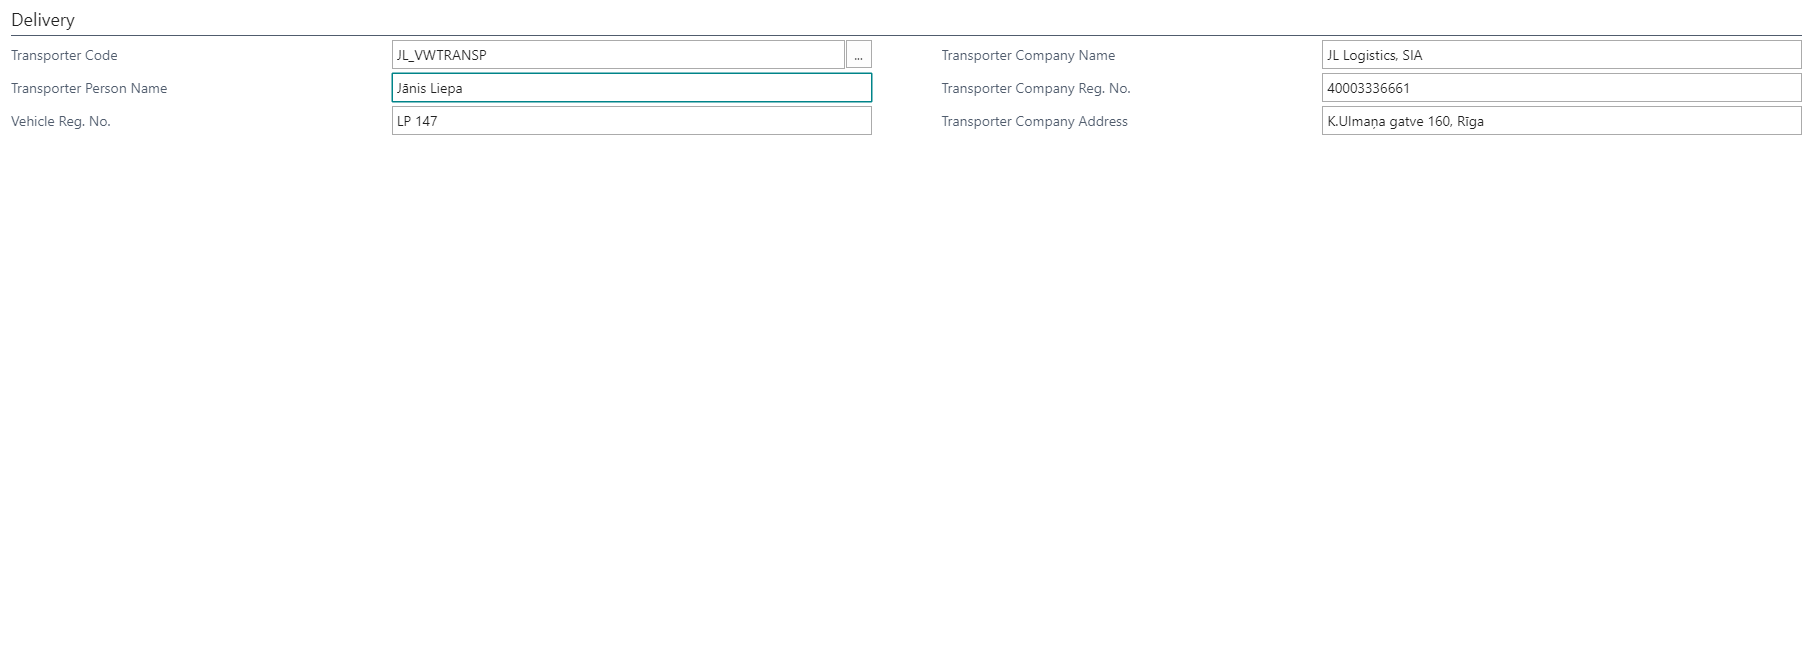 Delivery
Transporter Code JL_VWTRANSP ... Transporter Company Name JL Logistics, SIA
Transporter Person Name Jānis Liepa Transporter Company Reg. No. 40003336661
Vehicle Reg. No. LP 147 Transporter Company Address K.Ulmaņa gatve 160, Rīga